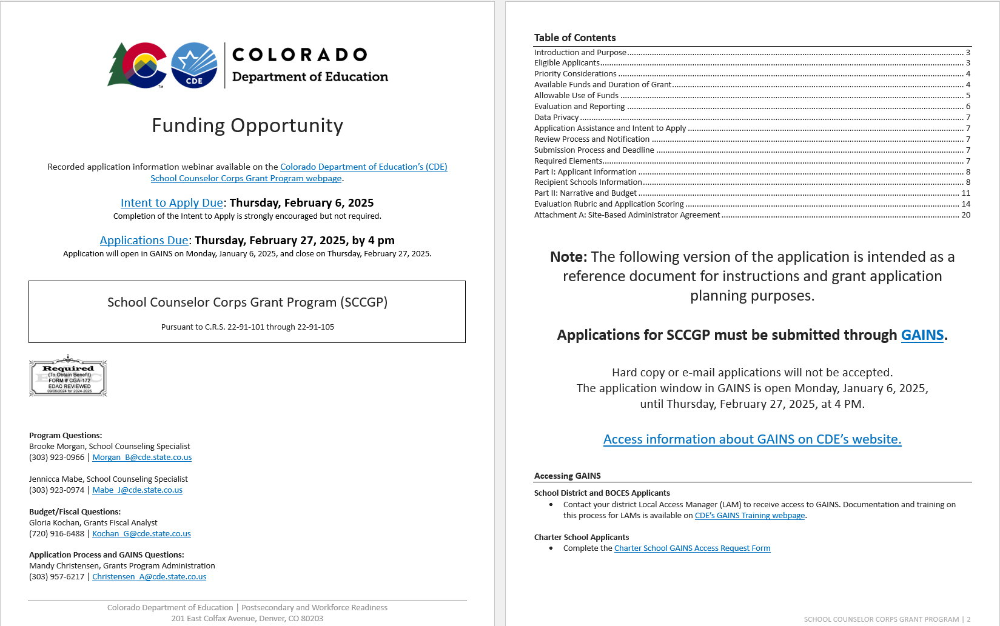 COLORADO
Department of Education
CDE
TM
Funding Opportunity
Recorded application information webinar available on the Colorado Department of Education’s (CDE)
School Counselor Corps Grant Program webpage.
Intent to Apply Due: Thursday, February 6, 2025
Completion of the Intent to Apply is strongly encouraged but not required.
Applications Due: Thursday, February 27, 2025, by 4 pm
Application will open in GAINS on Monday, January 6, 2025, and close on Thursday, February 27, 2025.
School Counselor Corps Grant Program (SCCGP)
Pursuant to C.R.S. 22-91-101 through 22-91-105
Required
(To Obtain Benefit)
FORM # CGA-172
EDAC REVIEWED
09/06/2024 for 2024-2025
Program Questions:
Brooke Morgan, School Counseling Specialist
(303) 923-0966 | Morgan_B@cde.state.co.us
Jennicca Mabe, School Counseling Specialist
(303) 923-0974 | Mabe_J@cde.state.co.us
Budget/Fiscal Questions:
Gloria Kochan, Grants Fiscal Analyst
(720) 916-6488 | Kochan_G@cde.state.co.us
Application Process and GAINS Questions:
Mandy Christensen, Grants Program Administration
(303) 957-6217 | Christensen_A@cde.state.co.us
Colorado Department of Education | Postsecondary and Workforce Readiness
201 East Colfax Avenue, Denver, CO 80203
Table of Contents
Introduction and Purpose ... 3
Eligible Applicants ... 3
Priority Considerations ... 4
Available Funds and Duration of Grant ... 4
Allowable Use of Funds ... 5
Evaluation and Reporting ... 6
Data Privacy ... 7
Application Assistance and Intent to Apply ... 7
Review Process and Notification ... 7
Submission Process and Deadline ... 7
Required Elements ... 7
Part I: Applicant Information ... 8
Recipient Schools Information ... 8
Part II: Narrative and Budget ... 11
Evaluation Rubric and Application Scoring ... 14
Attachment A: Site-Based Administrator Agreement ... 20
Note: The following version of the application is intended as a
reference document for instructions and grant application
planning purposes.
Applications for SCCGP must be submitted through GAINS.
Hard copy or e-mail applications will not be accepted.
The application window in GAINS is open Monday, January 6, 2025,
until Thursday, February 27, 2025, at 4 PM.
Access information about GAINS on CDE’s website.
Accessing GAINS
School District and BOCES Applicants
• Contact your district Local Access Manager (LAM) to receive access to GAINS. Documentation and training on
this process for LAMs is available on CDE’s GAINS Training webpage.
Charter School Applicants
• Complete the Charter School GAINS Access Request Form
SCHOOL COUNSELOR CORPS GRANT PROGRAM | 2